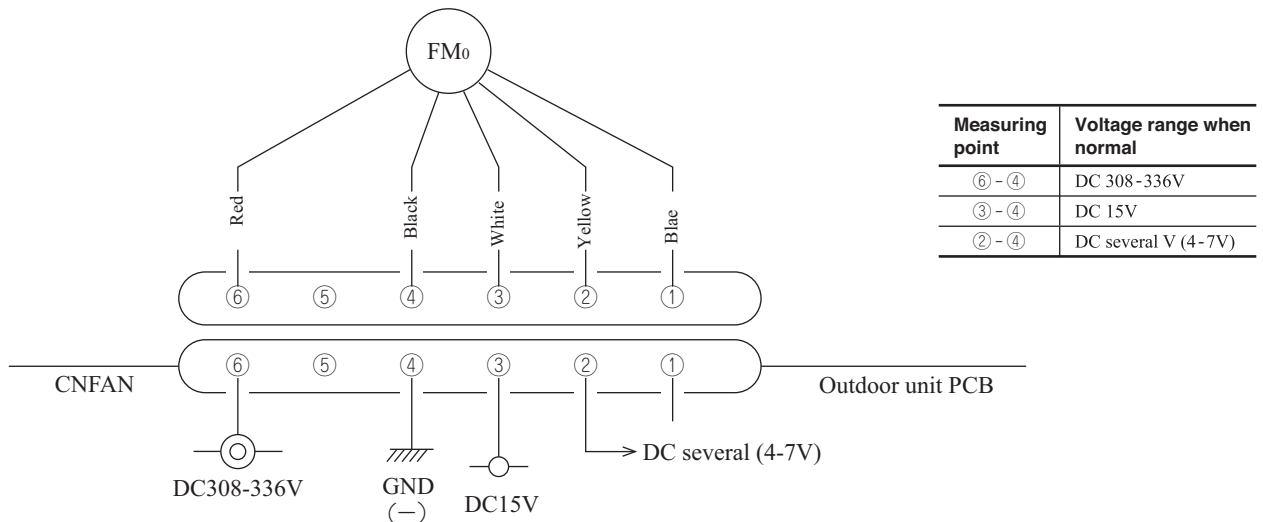 FM0
Measuring point
Voltage range when normal
⑥ - ④
DC 308-336V
③ - ④
DC 15V
② - ④
DC several V (4-7V)
Red
Black
White
Yellow
Blae
⑥ ⑤ ④ ③ ② ①
⑥ ⑤ ④ ③ ② ①
CNFAN
Outdoor unit PCB
DC several (4-7V)
DC308-336V
GND
(−)
DC15V